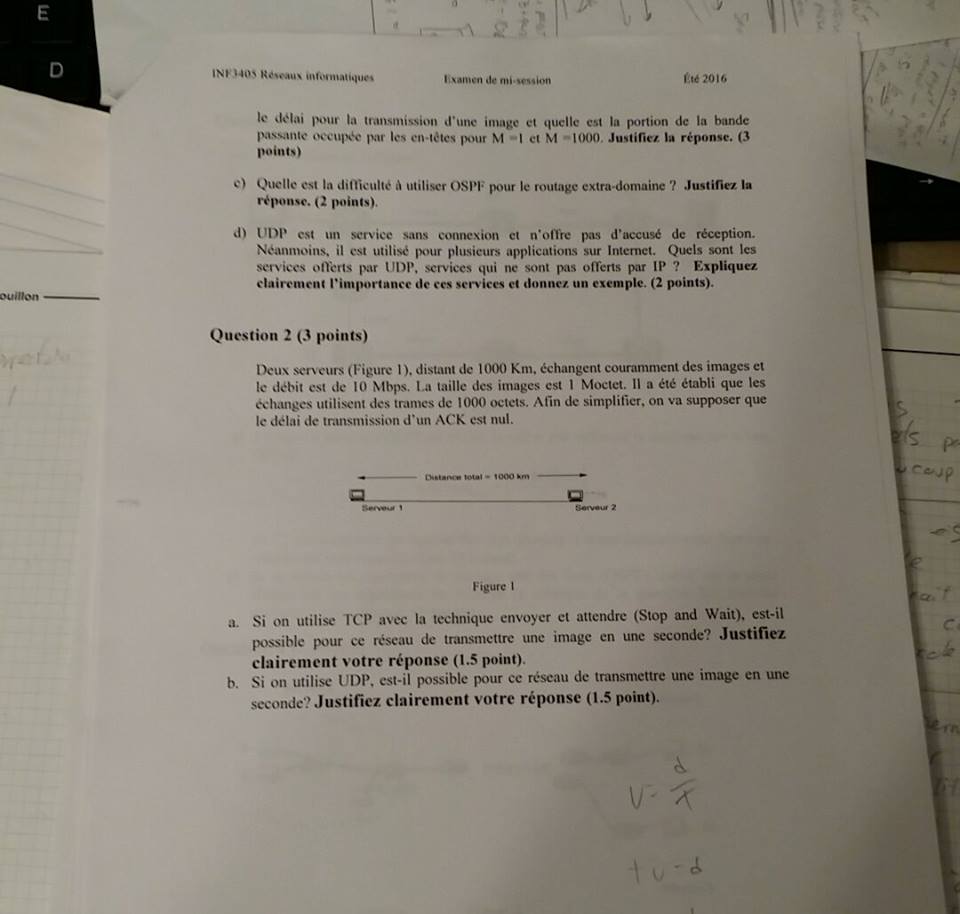 E
D
INF3405 Réseaux informatiques Examen de mi-session Été 2016
le délai pour la transmission d'une image et quelle est la portion de la bande
passante occupée par les en-têtes pour M =1 et M =1000. Justifiez la réponse. (3
points)
c) Quelle est la difficulté à utiliser OSPF pour le routage extra-domaine ? Justifiez la
réponse. (2 points).
d) UDP est un service sans connexion et n'offre pas d'accusé de réception.
Néanmoins, il est utilisé pour plusieurs applications sur Internet. Quels sont les
services offerts par UDP, services qui ne sont pas offerts par IP ? Expliquez
clairement l'importance de ces services et donnez un exemple. (2 points).
ouillon
Question 2 (3 points)
Deux serveurs (Figure 1), distant de 1000 Km, échangent couramment des images et
le débit est de 10 Mbps. La taille des images est 1 Moctet. Il a été établi que les
échanges utilisent des trames de 1000 octets. Afin de simplifier, on va supposer que
le délai de transmission d'un ACK est nul.
Distance total = 1000 km
Serveur 1 Serveur 2
Figure 1
a. Si on utilise TCP avec la technique envoyer et attendre (Stop and Wait), est-il
possible pour ce réseau de transmettre une image en une seconde? Justifiez
clairement votre réponse (1.5 point).
b. Si on utilise UDP, est-il possible pour ce réseau de transmettre une image en une
seconde? Justifiez clairement votre réponse (1.5 point).
V = d